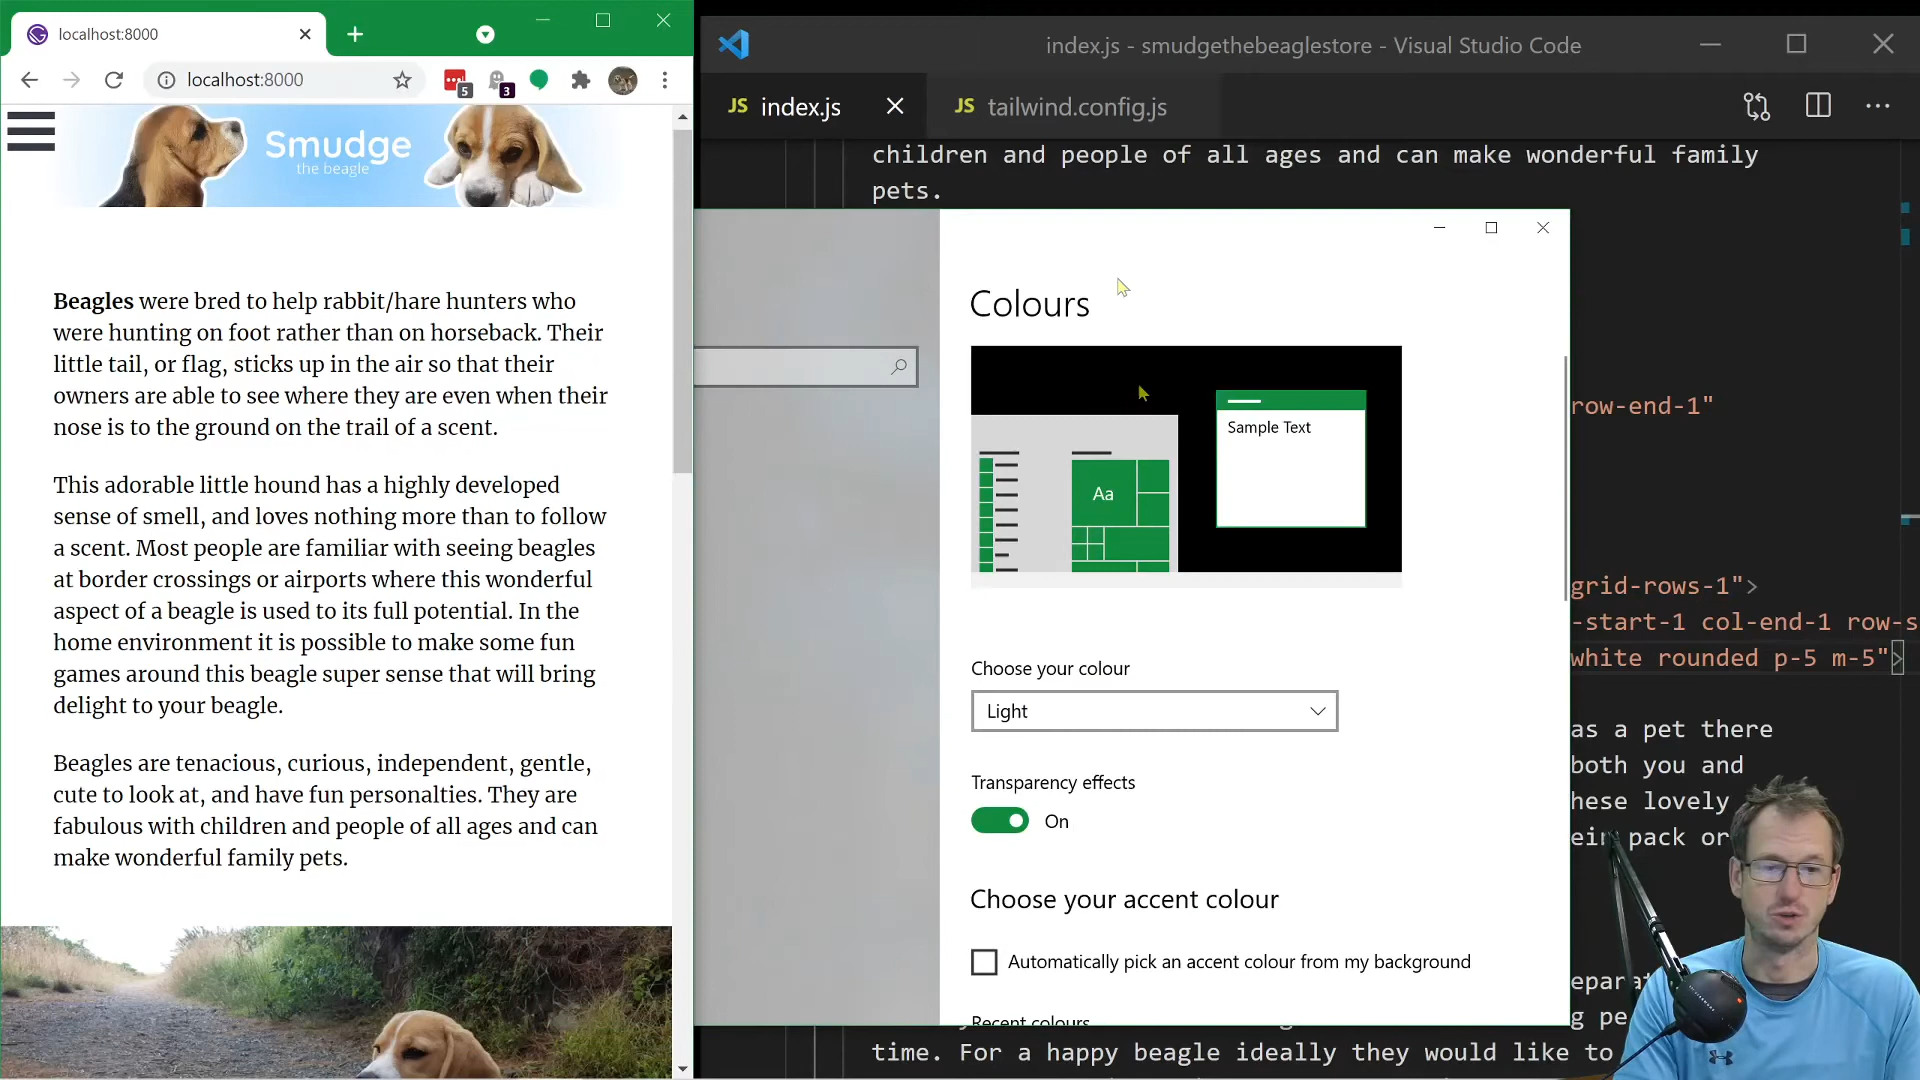 localhost:8000
localhost:8000
5
3
Smudge
the beagle
Beagles were bred to help rabbit/hare hunters who
were hunting on foot rather than on horseback. Their
little tail, or flag, sticks up in the air so that their
owners are able to see where they are even when their
nose is to the ground on the trail of a scent.
This adorable little hound has a highly developed
sense of smell, and loves nothing more than to follow
a scent. Most people are familiar with seeing beagles
at border crossings or airports where this wonderful
aspect of a beagle is used to its full potential. In the
home environment it is possible to make some fun
games around this beagle super sense that will bring
delight to your beagle.
Beagles are tenacious, curious, independent, gentle,
cute to look at, and have fun personalties. They are
fabulous with children and people of all ages and can
make wonderful family pets.
index.js - smudgethebeaglestore - Visual Studio Code
JS index.js
JS tailwind.config.js
children and people of all ages and can make wonderful family
pets.
Colours
Sample Text
Aa
Choose your colour
Light
Transparency effects
On
Choose your accent colour
Automatically pick an accent colour from my background
Recent colours
row-end-1"
grid-rows-1">
-start-1 col-end-1 row-s
white rounded p-5 m-5">
as a pet there
both you and
hese lovely
pack or
g pe
time. For a happy beagle ideally they would like to